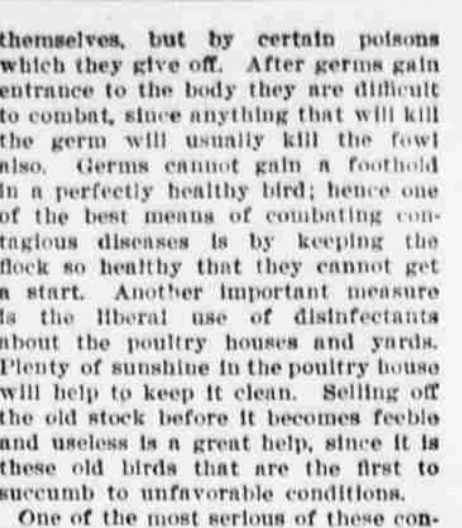 themselves, but by certain poisons
which they give off. After germs gain
entrance to the body they are difficult
to combat, since anything that will kill
the germ will usually kill the fowl
also. Germs cannot gain a foothold
in a perfectly healthy bird; hence one
of the best means of combating con-
tagious diseases is by keeping the
flock so healthy that they cannot get
a start. Another important measure
is the liberal use of disinfectants
about the poultry houses and yards.
Plenty of sunshine in the poultry house
will help to keep it clean. Selling off
the old stock before it becomes feeble
and useless is a great help, since it is
these old birds that are the first to
succumb to unfavorable conditions.
One of the most serious of these con-